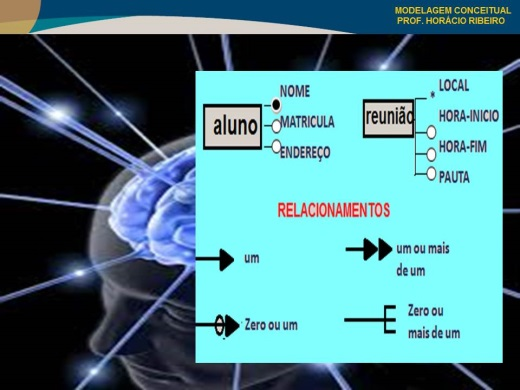 MODELAGEM CONCEITUAL
PROF. HORÁCIO RIBEIRO
aluno
NOME
MATRICULA
ENDEREÇO
reunião
* LOCAL
HORA-INICIO
HORA-FIM
PAUTA
RELACIONAMENTOS
um
um ou mais
de um
Zero ou um
Zero ou
mais de um